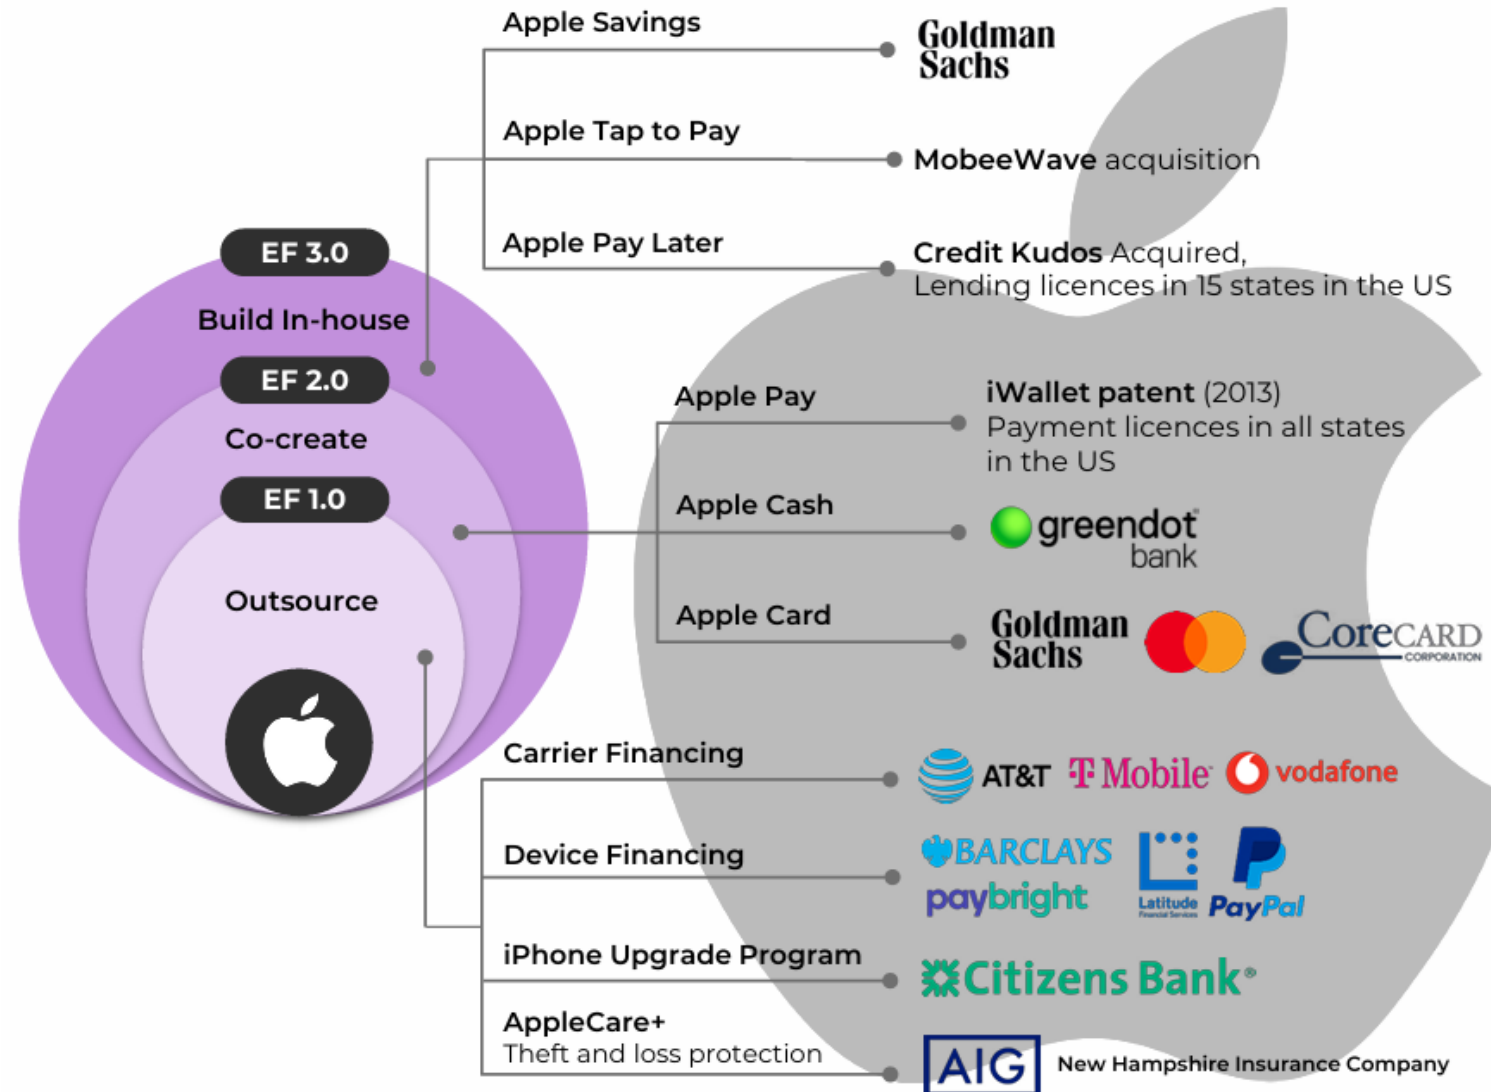 Apple Savings
Goldman
Sachs
Apple Tap to Pay
MobeeWave acquisition
Apple Pay Later
Credit Kudos Acquired,
Lending licences in 15 states in the US
EF 3.0
Build In-house
EF 2.0
Co-create
EF 1.0
Outsource
Apple Pay
iWallet patent (2013)
Payment licences in all states
in the US
Apple Cash
greendot
bank
Apple Card
Goldman
Sachs
CORECARD
CORPORATION
Carrier Financing
AT&T T Mobile vodafone
Device Financing
BARCLAYS
paybright
Latitude
Financial Services
PayPal
iPhone Upgrade Program
Citizens Bank®
AppleCare+
Theft and loss protection
AIG New Hampshire Insurance Company